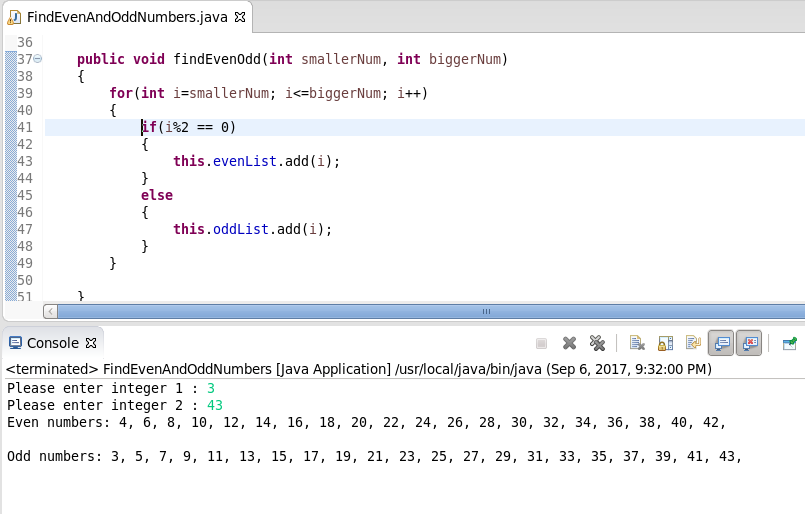 FindEvenAndOddNumbers.java
36
37 public void findEvenOdd(int smallerNum, int biggerNum)
38 {
39 for(int i=smallerNum; i<=biggerNum; i++)
40 {
41 if(i%2 == 0)
42 {
43 this.evenList.add(i);
44 }
45 else
46 {
47 this.oddList.add(i);
48 }
49 }
50
51 }
Console
<terminated> FindEvenAndOddNumbers [Java Application] /usr/local/java/bin/java (Sep 6, 2017, 9:32:00 PM)
Please enter integer 1 : 3
Please enter integer 2 : 43
Even numbers: 4, 6, 8, 10, 12, 14, 16, 18, 20, 22, 24, 26, 28, 30, 32, 34, 36, 38, 40, 42,
Odd numbers: 3, 5, 7, 9, 11, 13, 15, 17, 19, 21, 23, 25, 27, 29, 31, 33, 35, 37, 39, 41, 43,